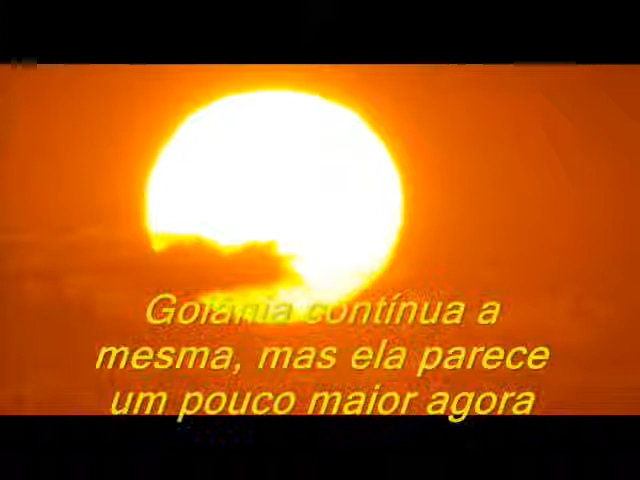 Goiânia contínua a
mesma, mas ela parece
um pouco maior agora